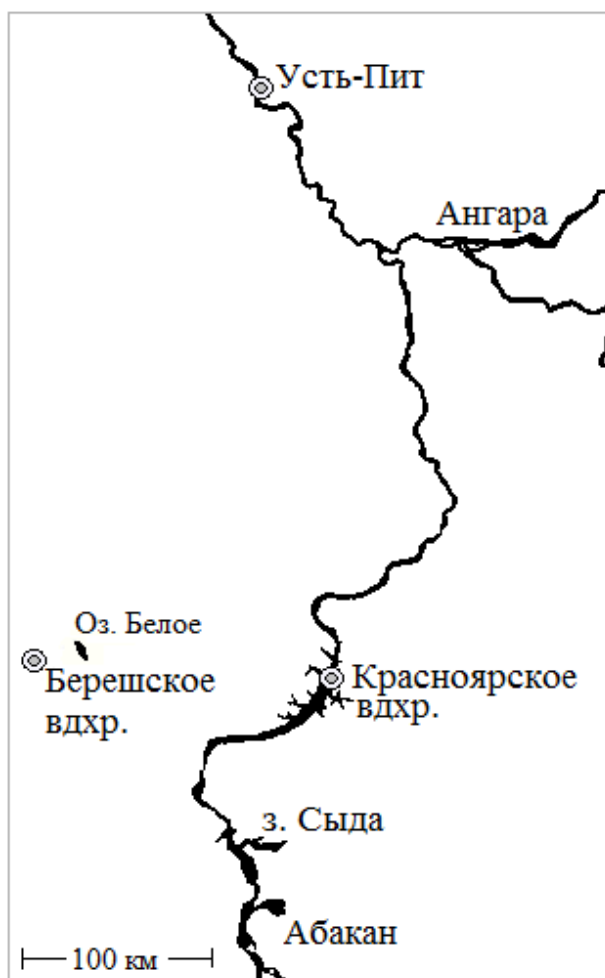 Усть-Пит
Ангара
Оз. Белое
Берешское
вдхр.
Красноярское
вдхр.
з. Сыда
Абакан
100 км